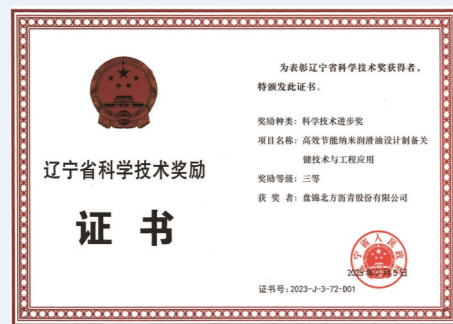 辽宁省科学技术奖励
证书
为表彰辽宁省科学技术奖获得者，
特颁发此证书。
奖励种类：科学技术进步奖
项目名称：高效节能纳米润滑油设计制备关
键技术与工程应用
奖励等级：三等
获 奖 者：盘锦北方沥青股份有限公司
宁省人民政
证书号：2023-J-3-72-D01